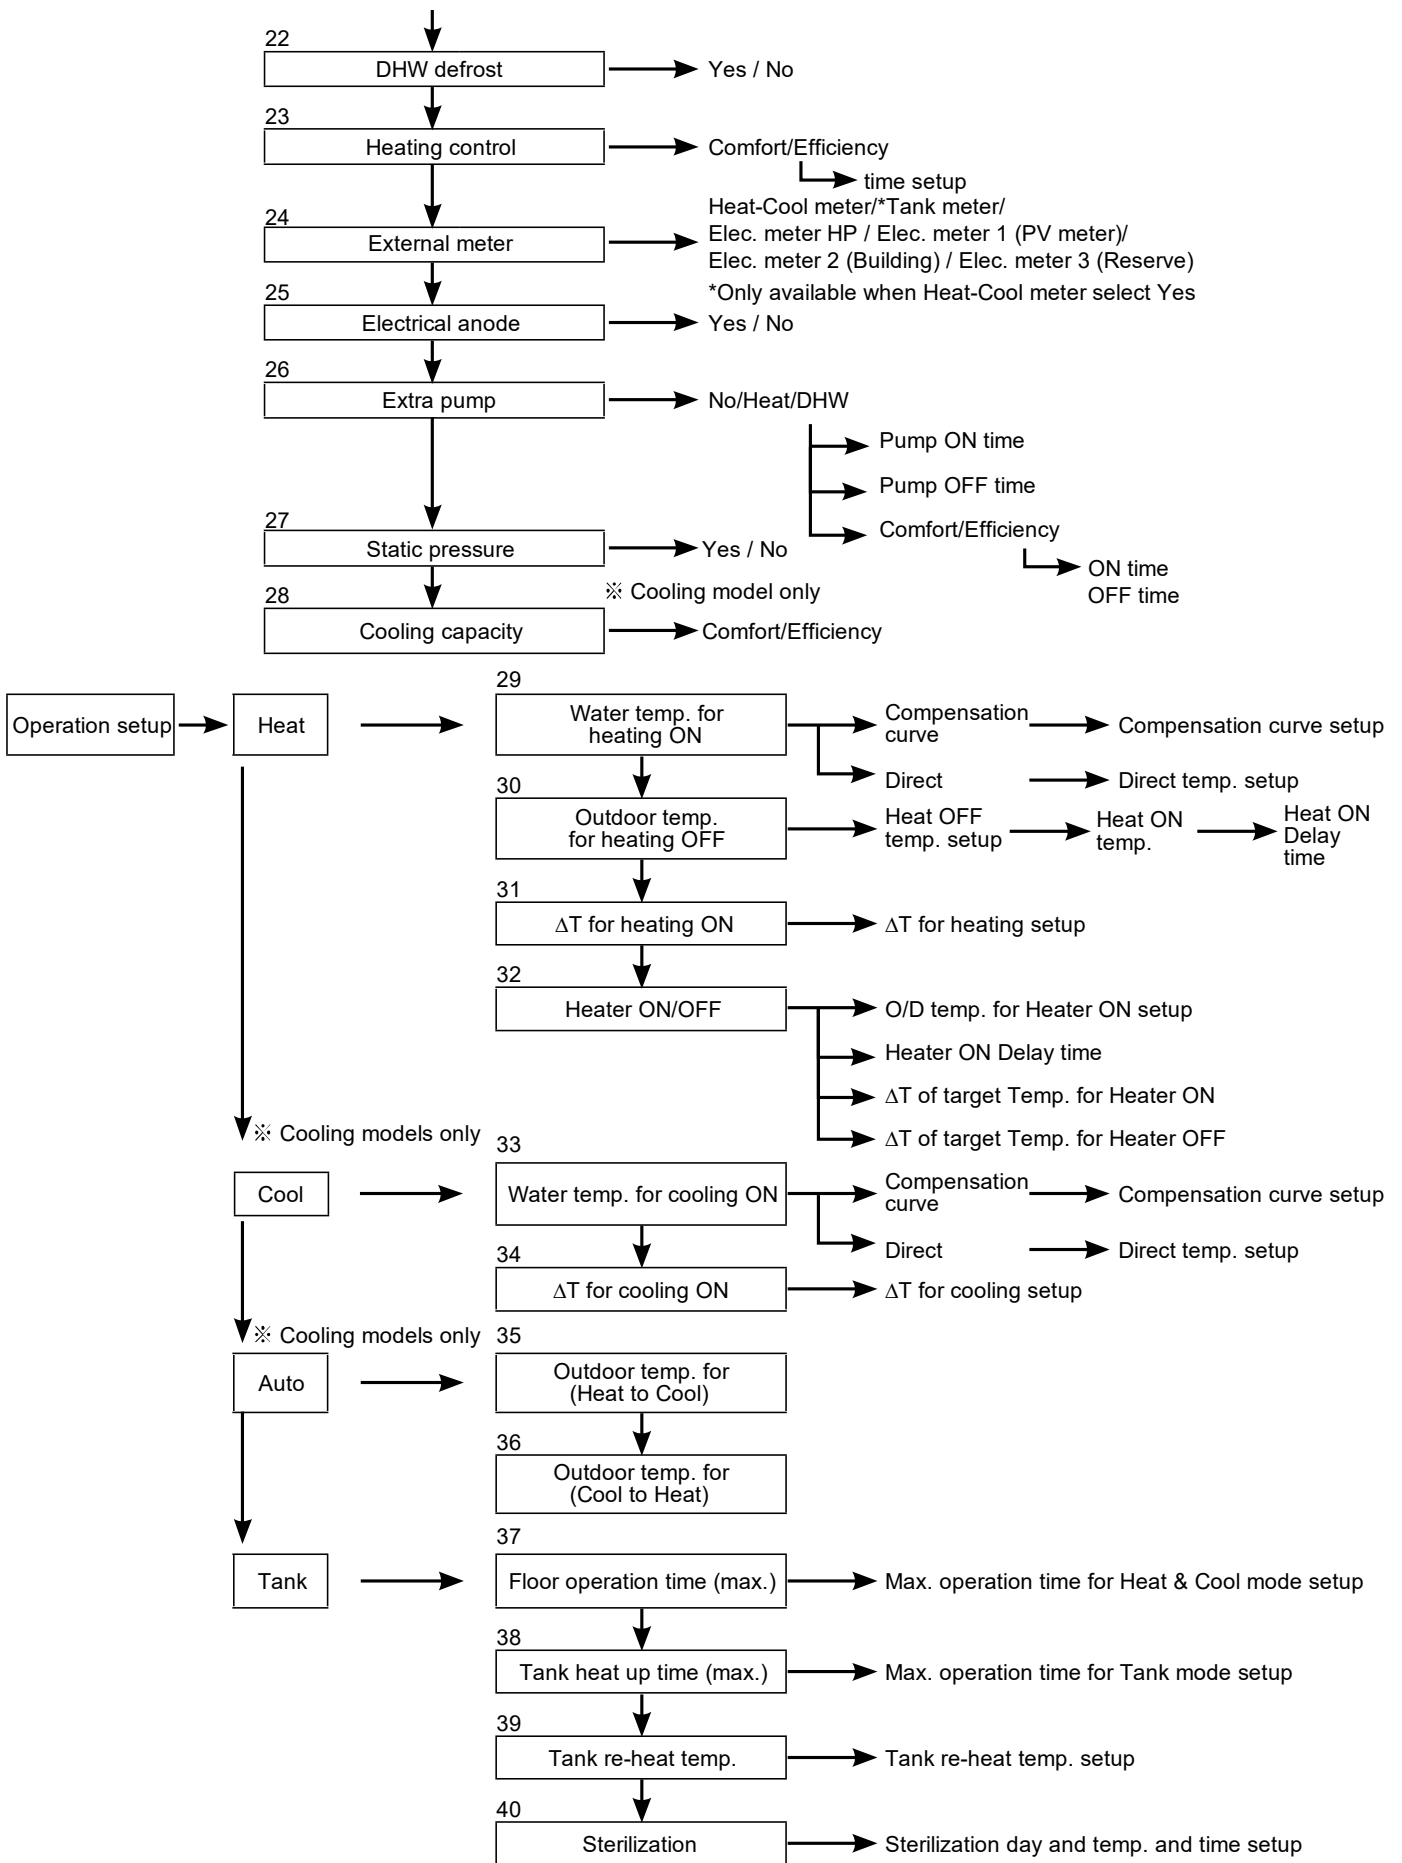 22
DHW defrost
Yes / No
23
Heating control
Comfort/Efficiency
time setup
24
External meter
Heat-Cool meter/*Tank meter/
Elec. meter HP / Elec. meter 1 (PV meter)/
Elec. meter 2 (Building) / Elec. meter 3 (Reserve)
*Only available when Heat-Cool meter select Yes
25
Electrical anode
Yes / No
26
Extra pump
No/Heat/DHW
Pump ON time
Pump OFF time
Comfort/Efficiency
ON time
OFF time
27
Static pressure
Yes / No
※ Cooling model only
28
Cooling capacity
Comfort/Efficiency
Operation setup
Heat
29
Water temp. for
heating ON
Compensation
curve
Compensation curve setup
Direct
Direct temp. setup
30
Outdoor temp.
for heating OFF
Heat OFF
temp. setup
Heat ON
temp.
Heat ON
Delay
time
31
ΔT for heating ON
ΔT for heating setup
32
Heater ON/OFF
O/D temp. for Heater ON setup
Heater ON Delay time
ΔT of target Temp. for Heater ON
ΔT of target Temp. for Heater OFF
※ Cooling models only
Cool
33
Water temp. for cooling ON
Compensation
curve
Compensation curve setup
Direct
Direct temp. setup
34
ΔT for cooling ON
ΔT for cooling setup
※ Cooling models only
Auto
35
Outdoor temp. for
(Heat to Cool)
36
Outdoor temp. for
(Cool to Heat)
Tank
37
Floor operation time (max.)
Max. operation time for Heat & Cool mode setup
38
Tank heat up time (max.)
Max. operation time for Tank mode setup
39
Tank re-heat temp.
Tank re-heat temp. setup
40
Sterilization
Sterilization day and temp. and time setup